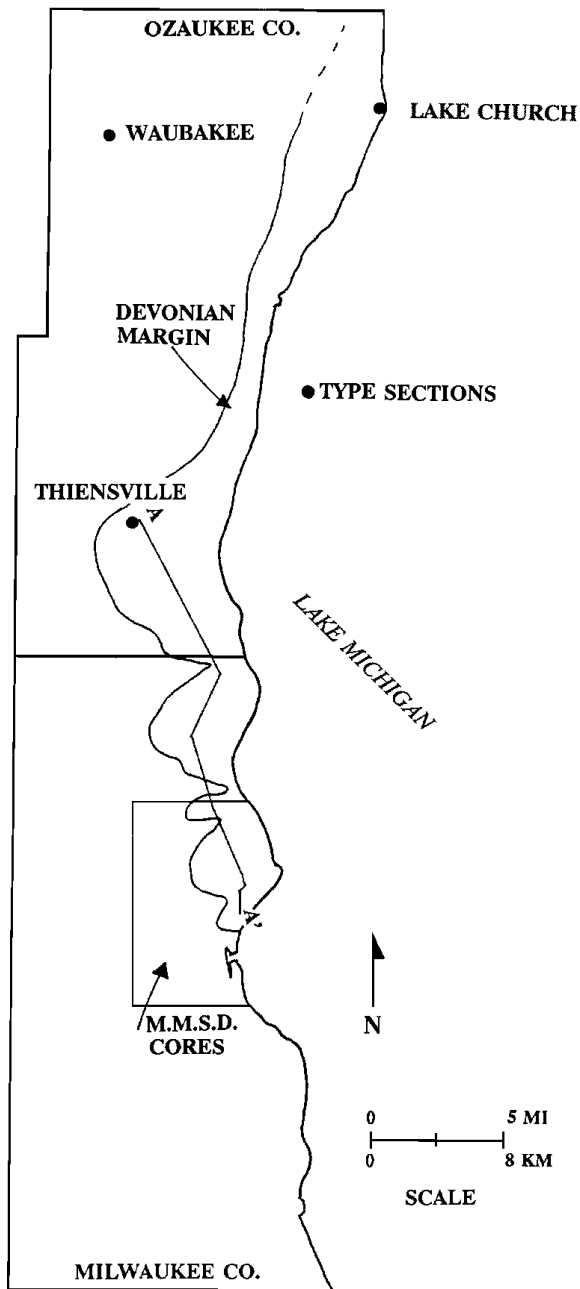 OZAUKEE CO.
LAKE CHURCH
WAUBAKEE
DEVONIAN
MARGIN
TYPE SECTIONS
THIENSVILLE
A
LAKE MICHIGAN
A'
M.M.S.D.
CORES
N
0 5 MI
0 8 KM
SCALE
MILWAUKEE CO.